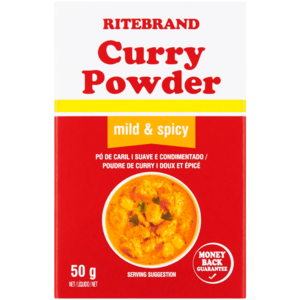 RITEBRAND
Curry
Powder
mild & spicy
PÓ DE CARIL I SUAVE E CONDIMENTADO /
POUDRE DE CURRY I DOUX ET ÉPICÉ
MONEY
BACK
GUARANTEE
50 g
NET. LÍQUIDO / NET
SERVING SUGGESTION